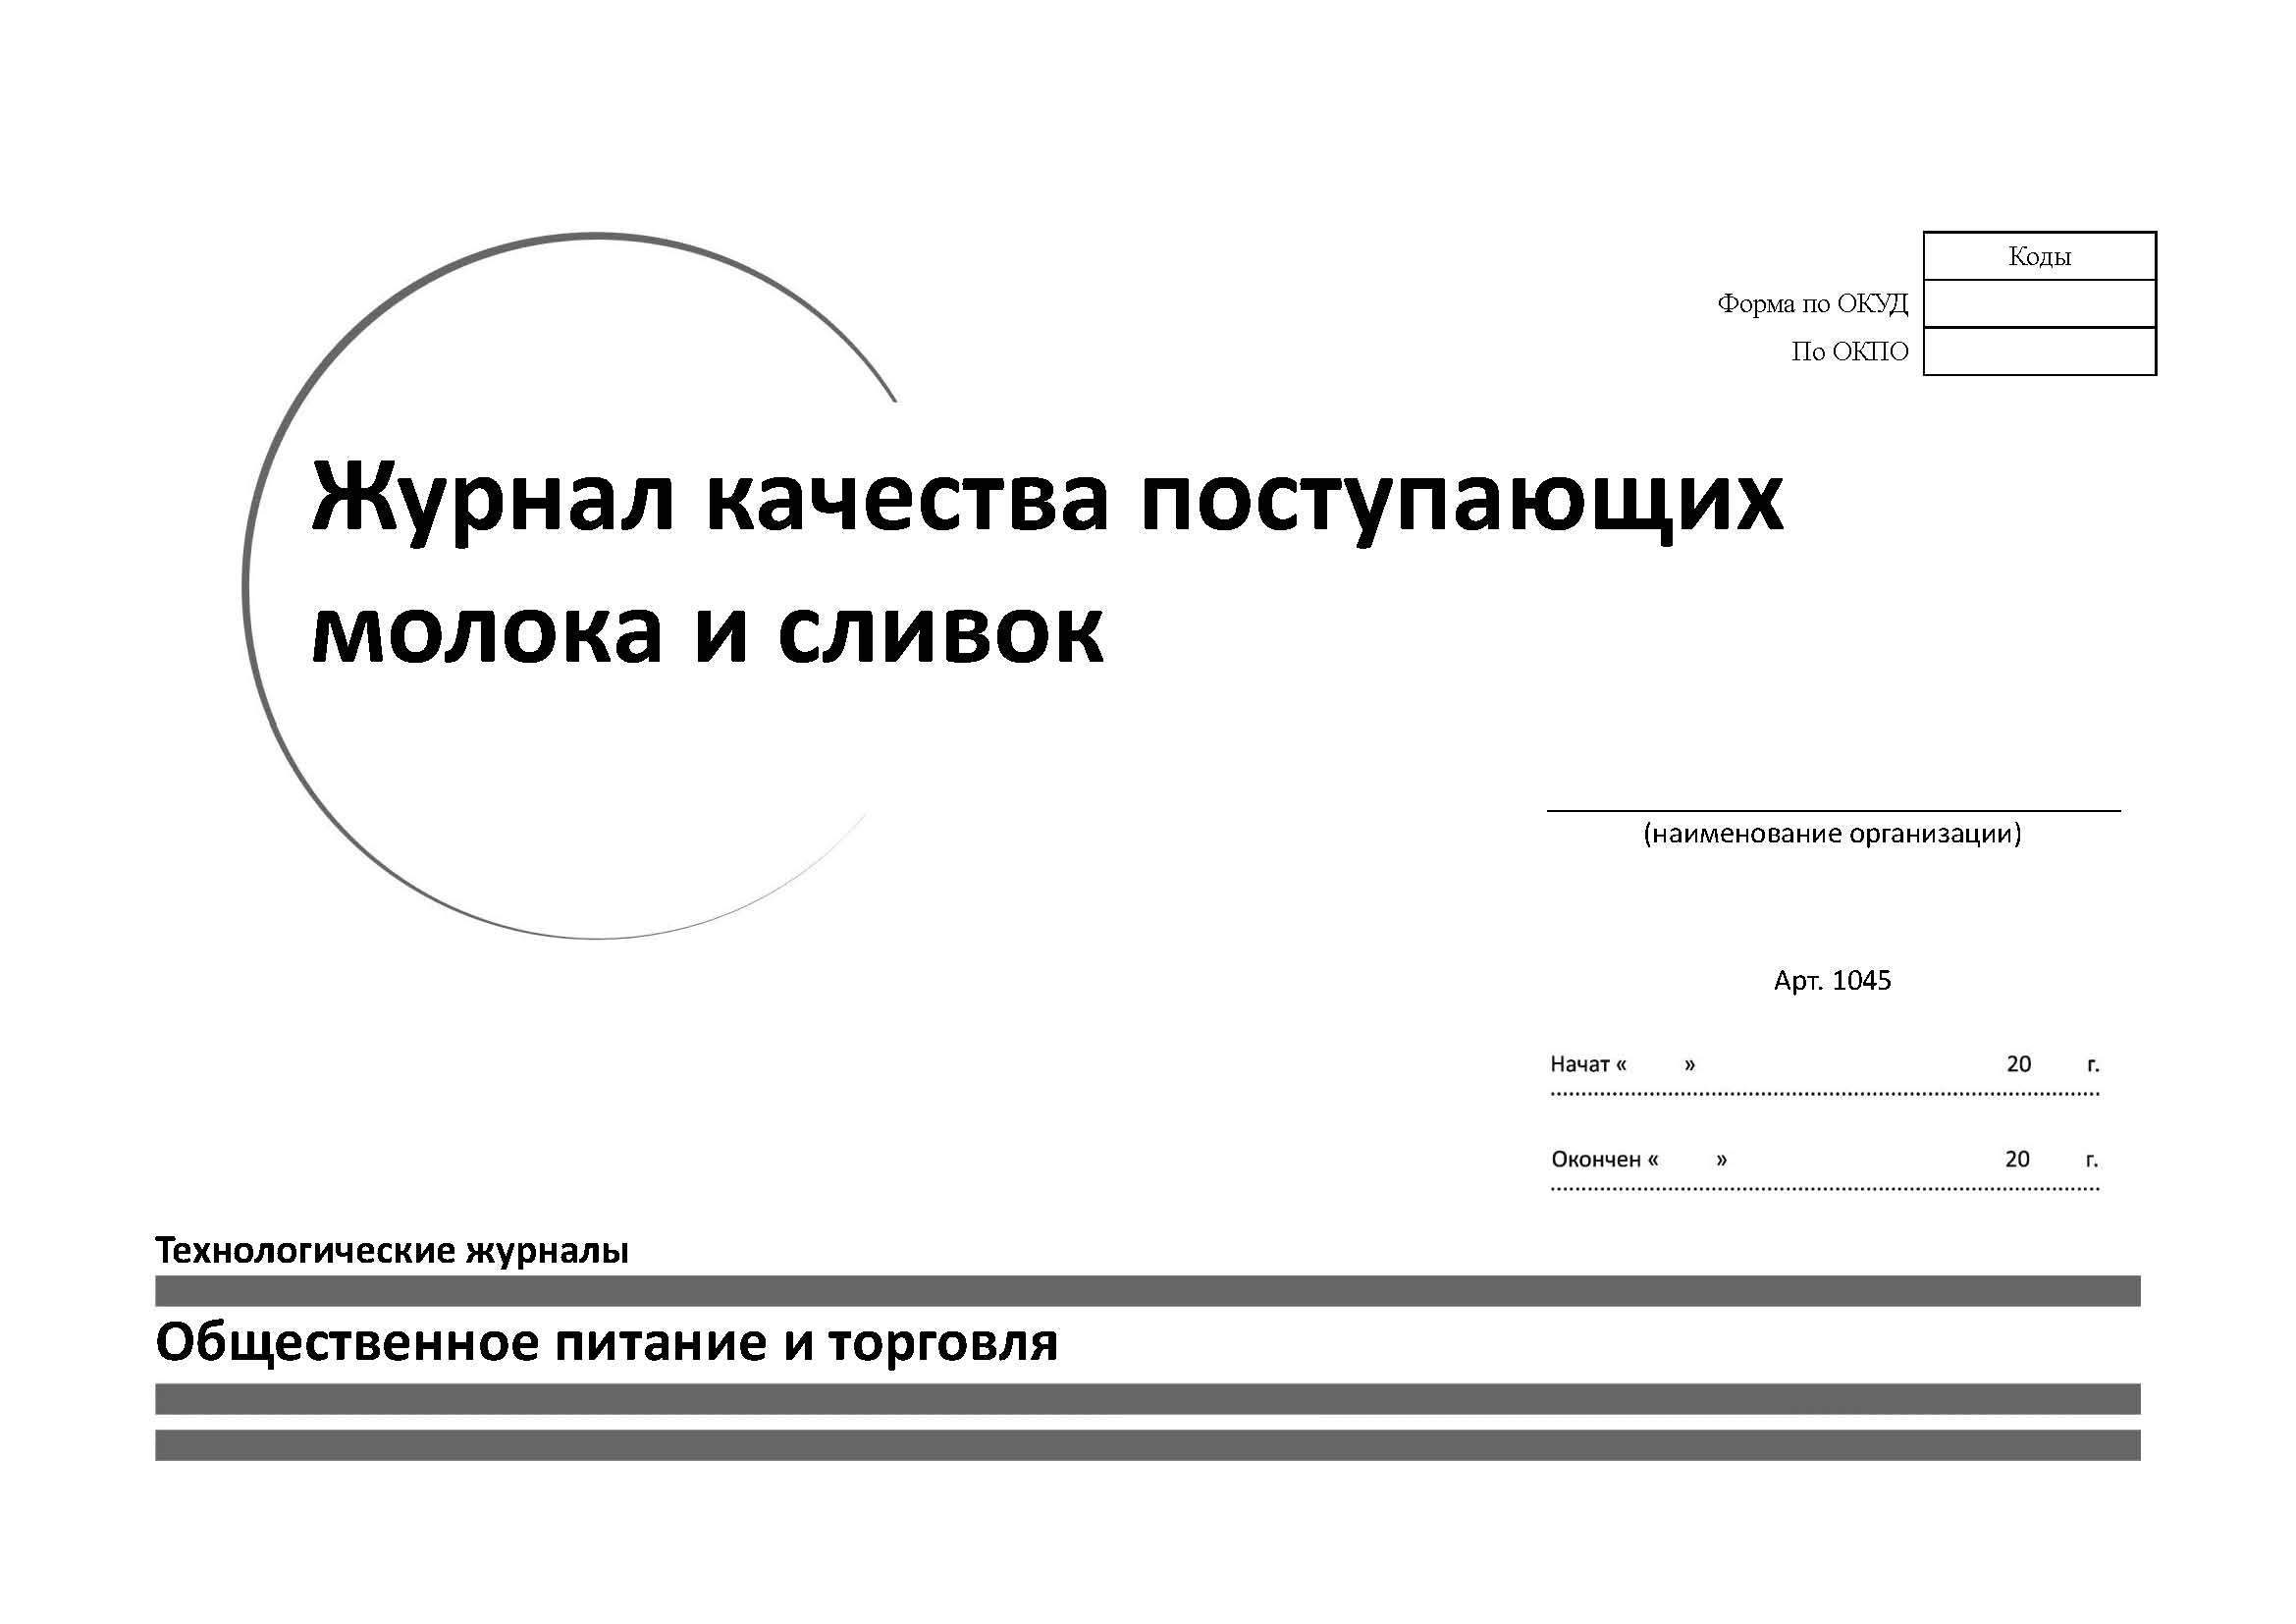 Коды
Форма по ОКУД
По ОКПО
Журнал качества поступающих
молока и сливок
(наименование организации)
Арт. 1045
Начат « » 20 г.
Окончен « » 20 г.
Технологические журналы
Общественное питание и торговля